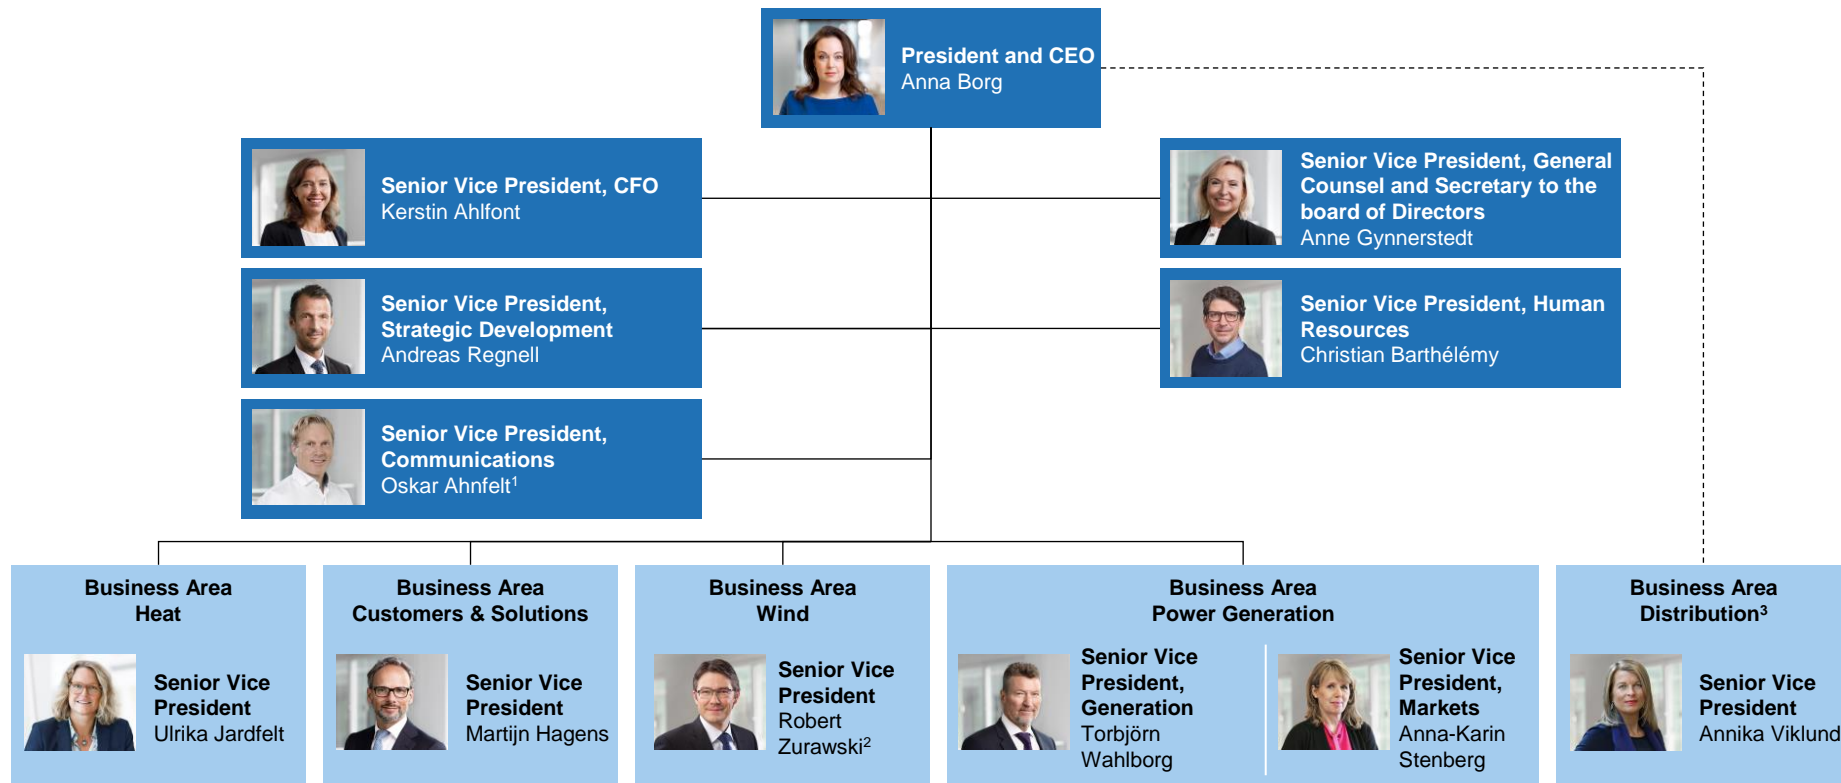 President and CEO
Anna Borg
Senior Vice President, CFO
Kerstin Ahlfont
Senior Vice President, General
Counsel and Secretary to the
board of Directors
Anne Gynnerstedt
Senior Vice President,
Strategic Development
Andreas Regnell
Senior Vice President, Human
Resources
Christian Barthélémy
Senior Vice President,
Communications
Oskar Ahnfelt¹
Business Area
Heat
Senior Vice
President
Ulrika Jardfelt
Business Area
Customers & Solutions
Senior Vice
President
Martijn Hagens
Business Area
Wind
Senior Vice
President
Robert
Zurawski²
Business Area
Power Generation
Senior Vice
President,
Generation
Torbjörn
Wahlborg
Senior Vice
President,
Markets
Anna-Karin
Stenberg
Business Area
Distribution³
Senior Vice
President
Annika Viklund